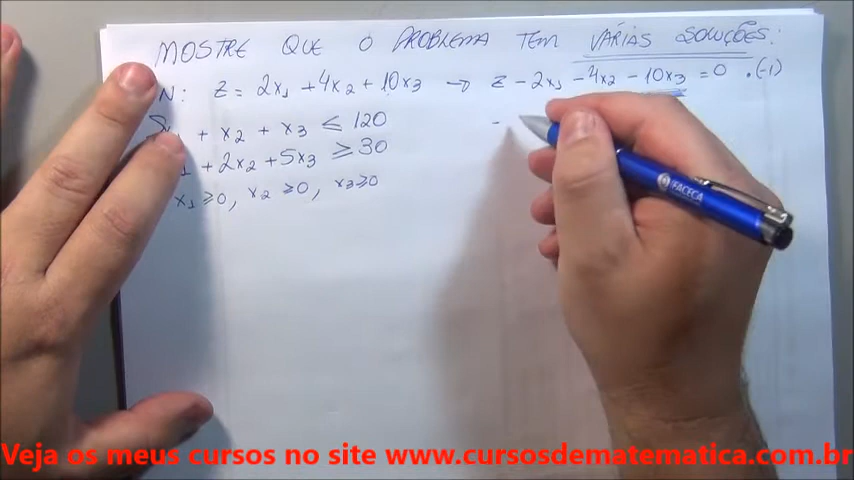 MOSTRE QUE O PROBLEMA TEM VÁRIAS SOLUÇÕES:
N: z = 2x₁ + 4x₂ + 10x₃ → z - 2x₁ - 4x₂ - 10x₃ = 0 .(-1)
+ x₂ + x₃ ≤ 120
-
+ 2x₂ + 5x₃ ≥ 30
x₁ ≥ 0, x₂ ≥ 0, x₃ ≥ 0
FACECA
Veja os meus cursos no site www.cursosdematematica.com.br